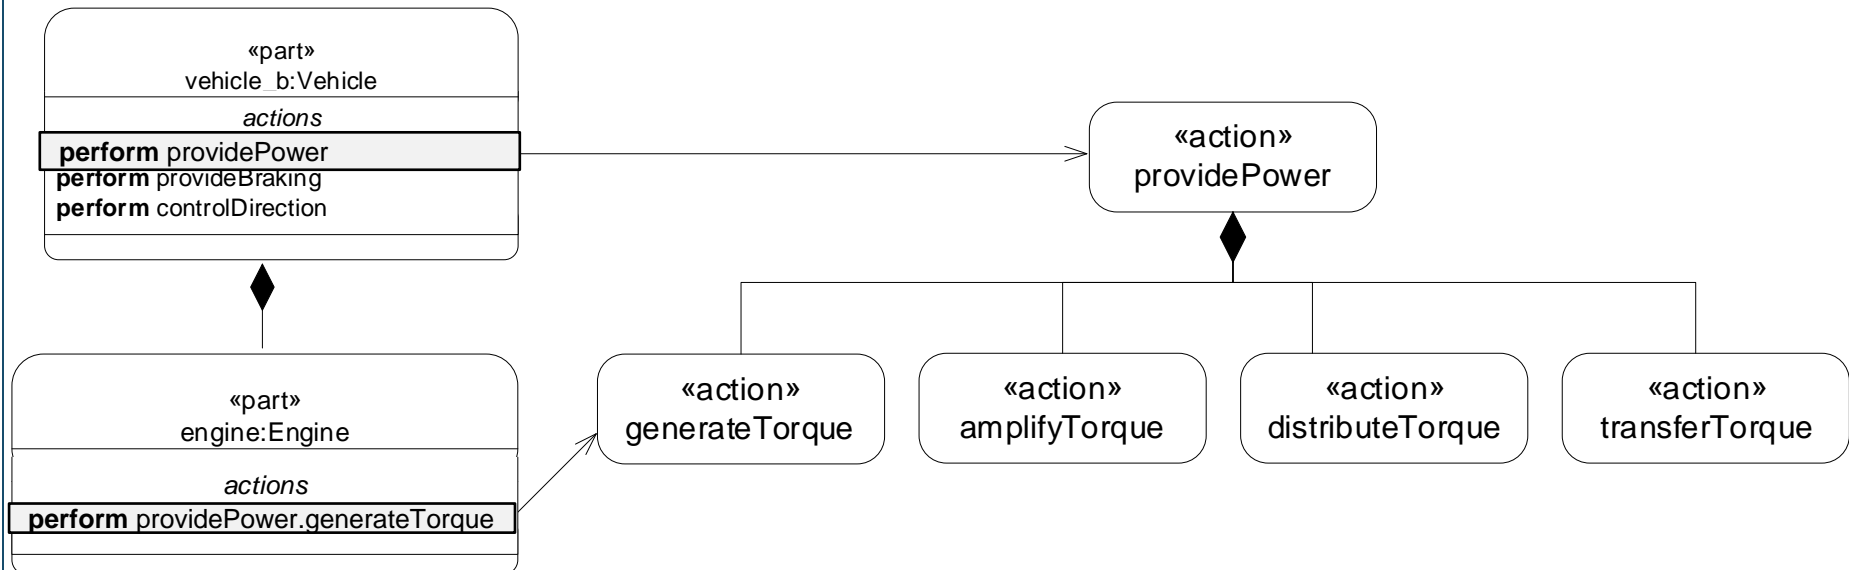 «part»
vehicle_b:Vehicle
actions
perform providePower
perform provideBraking
perform controlDirection
«action»
providePower
«part»
engine:Engine
actions
perform providePower.generateTorque
«action»
generateTorque
«action»
amplifyTorque
«action»
distributeTorque
«action»
transferTorque